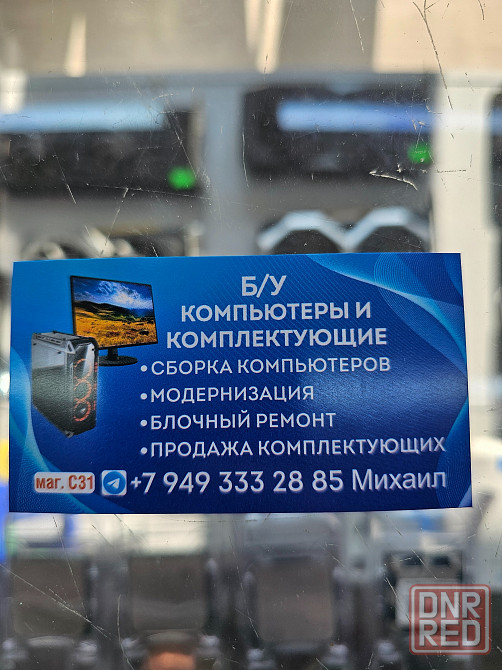 Б/У
КОМПЬЮТЕРЫ И
КОМПЛЕКТУЮЩИЕ
•СБОРКА КОМПЬЮТЕРОВ
•МОДЕРНИЗАЦИЯ
•БЛОЧНЫЙ РЕМОНТ
•ПРОДАЖА КОМПЛЕКТУЮЩИХ
маг. С31 +7 949 333 28 85 Михаил
DNR
RED